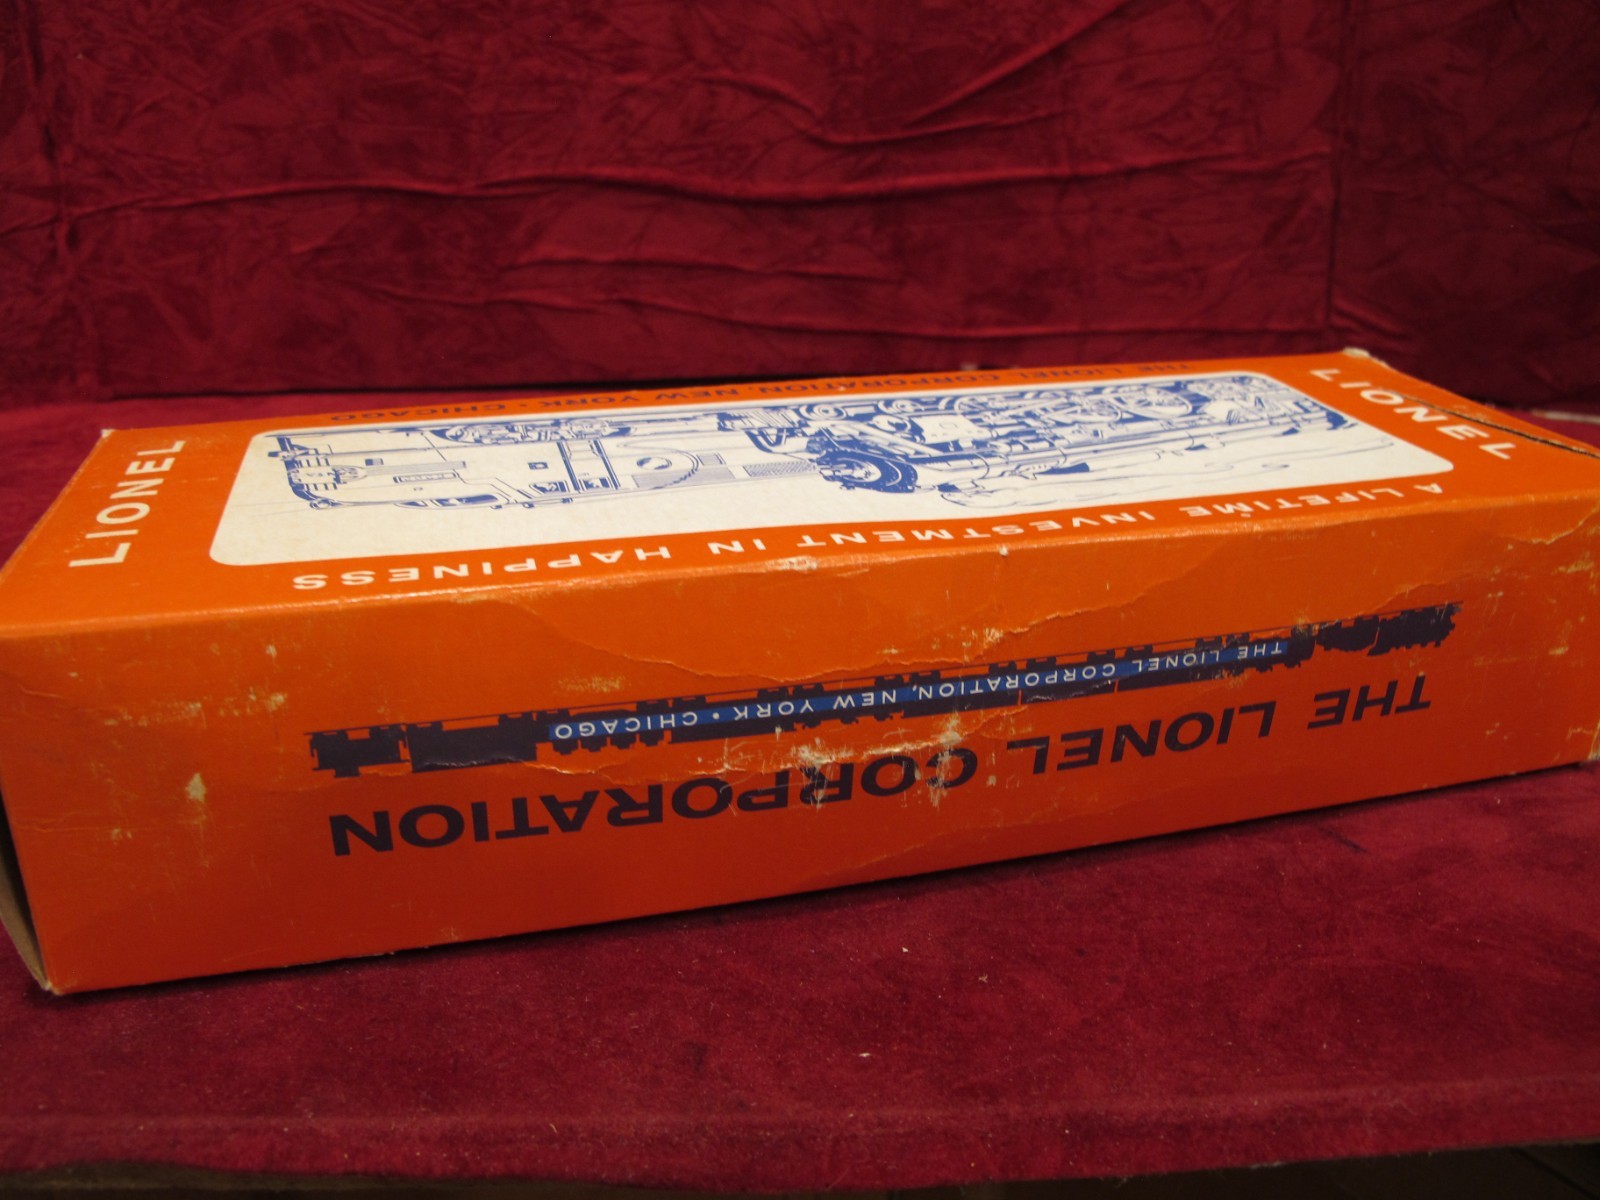 THE LIONEL CORPORATION, NEW YORK • CHICAGO
LIONEL
LIONEL
A LIFETIME INVESTMENT IN HAPPINESS
THE LIONEL CORPORATION, NEW YORK • CHICAGO
THE LIONEL CORPORATION